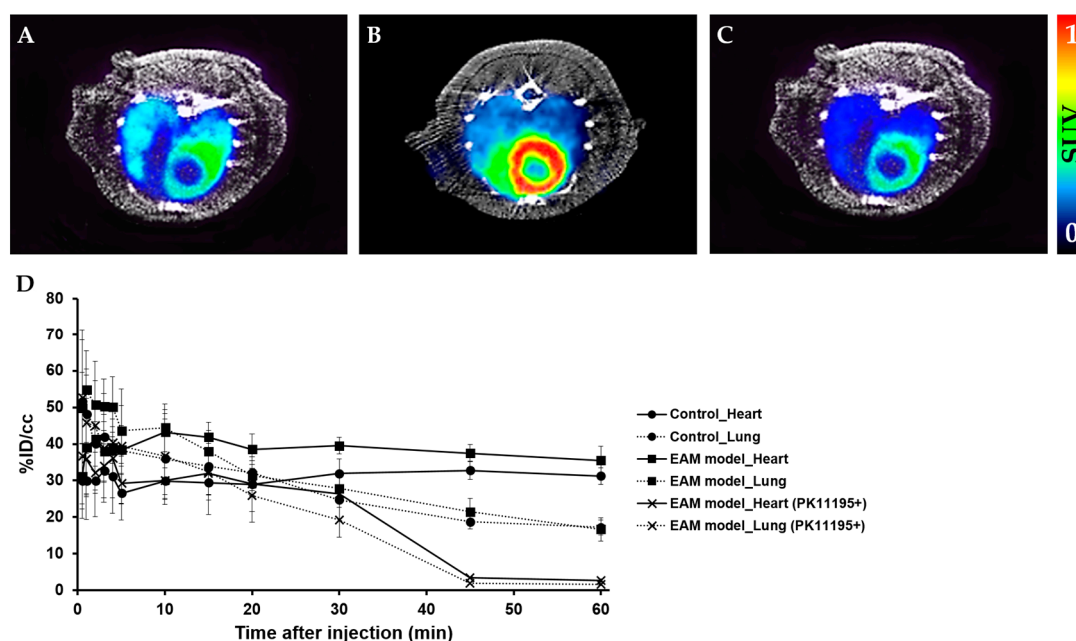 A
B
C
1
SUV
0
D
80
70
60
50
40
30
20
10
0
%ID/cc
0 10 20 30 40 50 60
Time after injection (min)
Control_Heart
Control_Lung
EAM model_Heart
EAM model_Lung
EAM model_Heart (PK11195+)
EAM model_Lung (PK11195+)